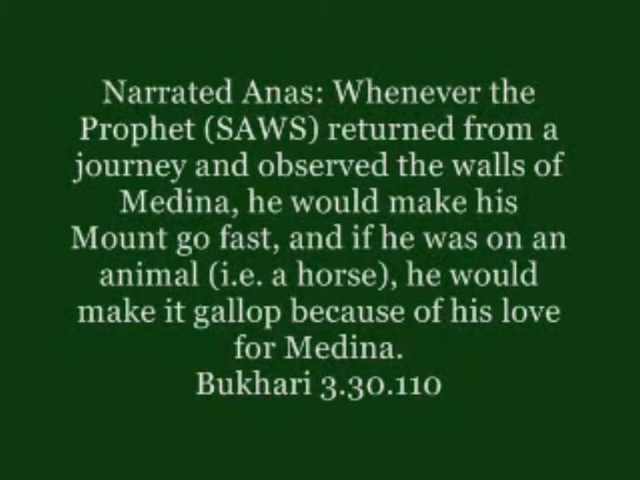 Narrated Anas: Whenever the
Prophet (SAWS) returned from a
journey and observed the walls of
Medina, he would make his
Mount go fast, and if he was on an
animal (i.e. a horse), he would
make it gallop because of his love
for Medina.
Bukhari 3.30.110